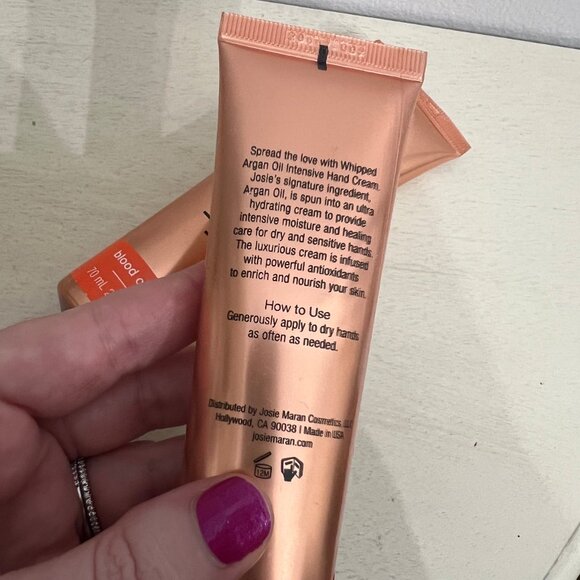 Spread the love with Whipped
Argan Oil Intensive Hand Cream.
Josie's signature ingredient,
Argan Oil, is spun into an ultra
hydrating cream to provide
intensive moisture and healing
care for dry and sensitive hands.
The luxurious cream is infused
with powerful antioxidants
to enrich and nourish your skin.
How to Use
Generously apply to dry hands
as often as needed.
Distributed by Josie Maran Cosmetics,
Hollywood, CA 90038 | Made in USA
josiemaran.com
12M
blood
70 mL